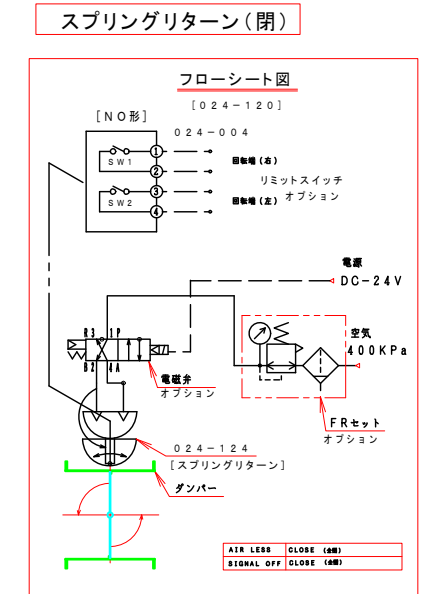 スプリングリターン(閉)
フローシート図
[024-120]
[NO形]
024-004
1
SW1
2
回転端(右)
リミットスイッチ
オプション
3
SW2
4
回転端(左)
電源
DC-24V
R3 1P
B2 4A
電磁弁
オプション
空気
400KPa
FRセット
オプション
024-124
[スプリングリターン]
ダンパー
AIR LESS CLOSE (全閉)
SIGNAL OFF CLOSE (全閉)